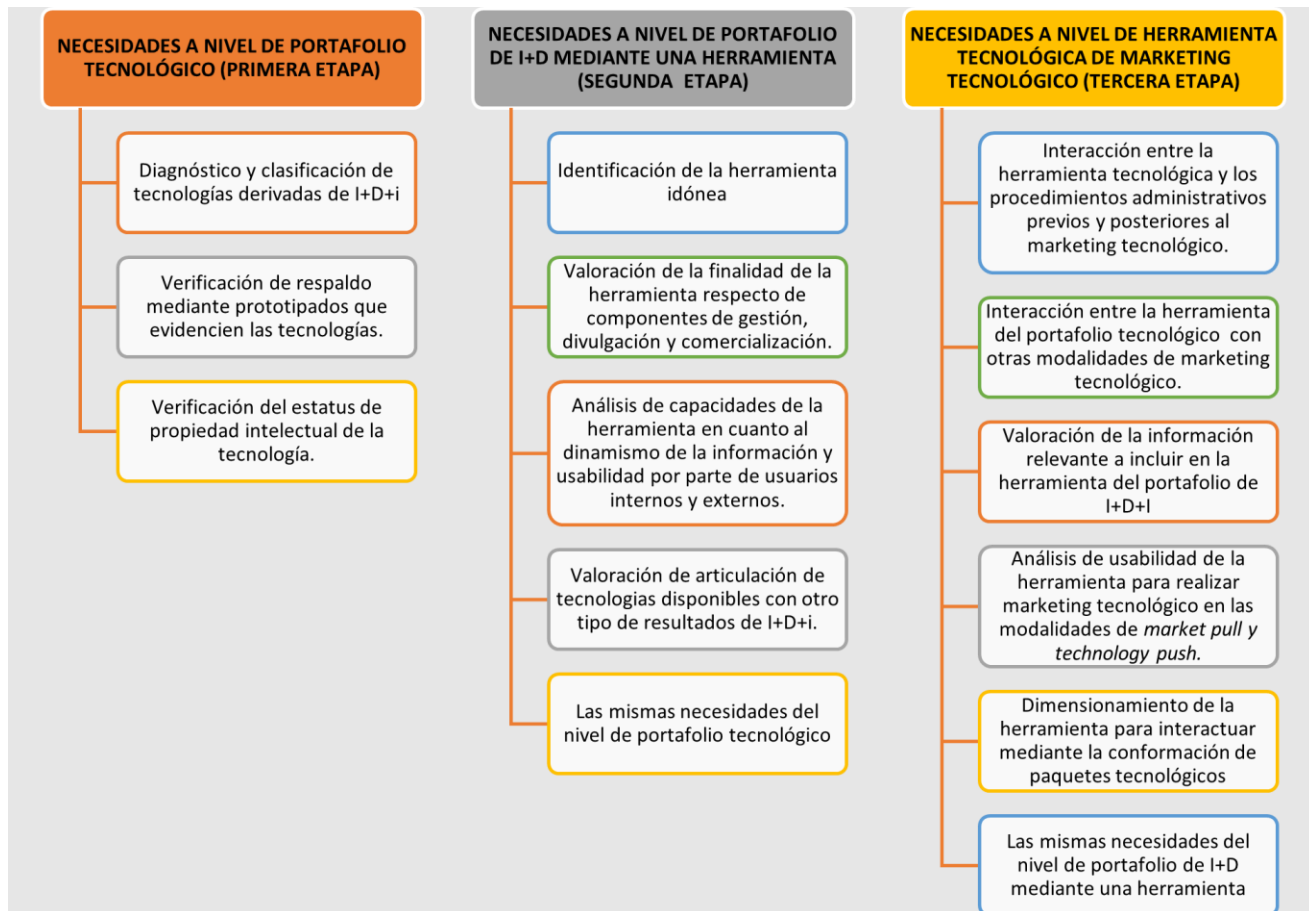 NECESIDADES A NIVEL DE PORTAFOLIO
TECNOLÓGICO (PRIMERA ETAPA)
Diagnóstico y clasificación de
tecnologías derivadas de I+D+i
Verificación de respaldo
mediante prototipados que
evidencien las tecnologías.
Verificación del estatus de
propiedad intelectual de la
tecnología.
NECESIDADES A NIVEL DE PORTAFOLIO
DE I+D MEDIANTE UNA HERRAMIENTA
(SEGUNDA ETAPA)
Identificación de la herramienta
idónea
Valoración de la finalidad de la
herramienta respecto de
componentes de gestión,
divulgación y comercialización.
Análisis de capacidades de la
herramienta en cuanto al
dinamismo de la información y
usabilidad por parte de usuarios
internos y externos.
Valoración de articulación de
tecnologias disponibles con otro
tipo de resultados de I+D+i.
Las mismas necesidades del
nivel de portafolio tecnológico
NECESIDADES A NIVEL DE HERRAMIENTA
TECNOLÓGICA DE MARKETING
TECNOLÓGICO (TERCERA ETAPA)
Interacción entre la
herramienta tecnológica y los
procedimientos administrativos
previos y posteriores al
marketing tecnológico.
Interacción entre la herramienta
del portafolio tecnológico con
otras modalidades de marketing
tecnológico.
Valoración de la información
relevante a incluir en la
herramienta del portafolio de
I+D+I
Análisis de usabilidad de la
herramienta para realizar
marketing tecnológico en las
modalidades de market pull y
technology push.
Dimensionamiento de la
herramienta para interactuar
mediante la conformación de
paquetes tecnológicos
Las mismas necesidades del
nivel de portafolio de I+D
mediante una herramienta